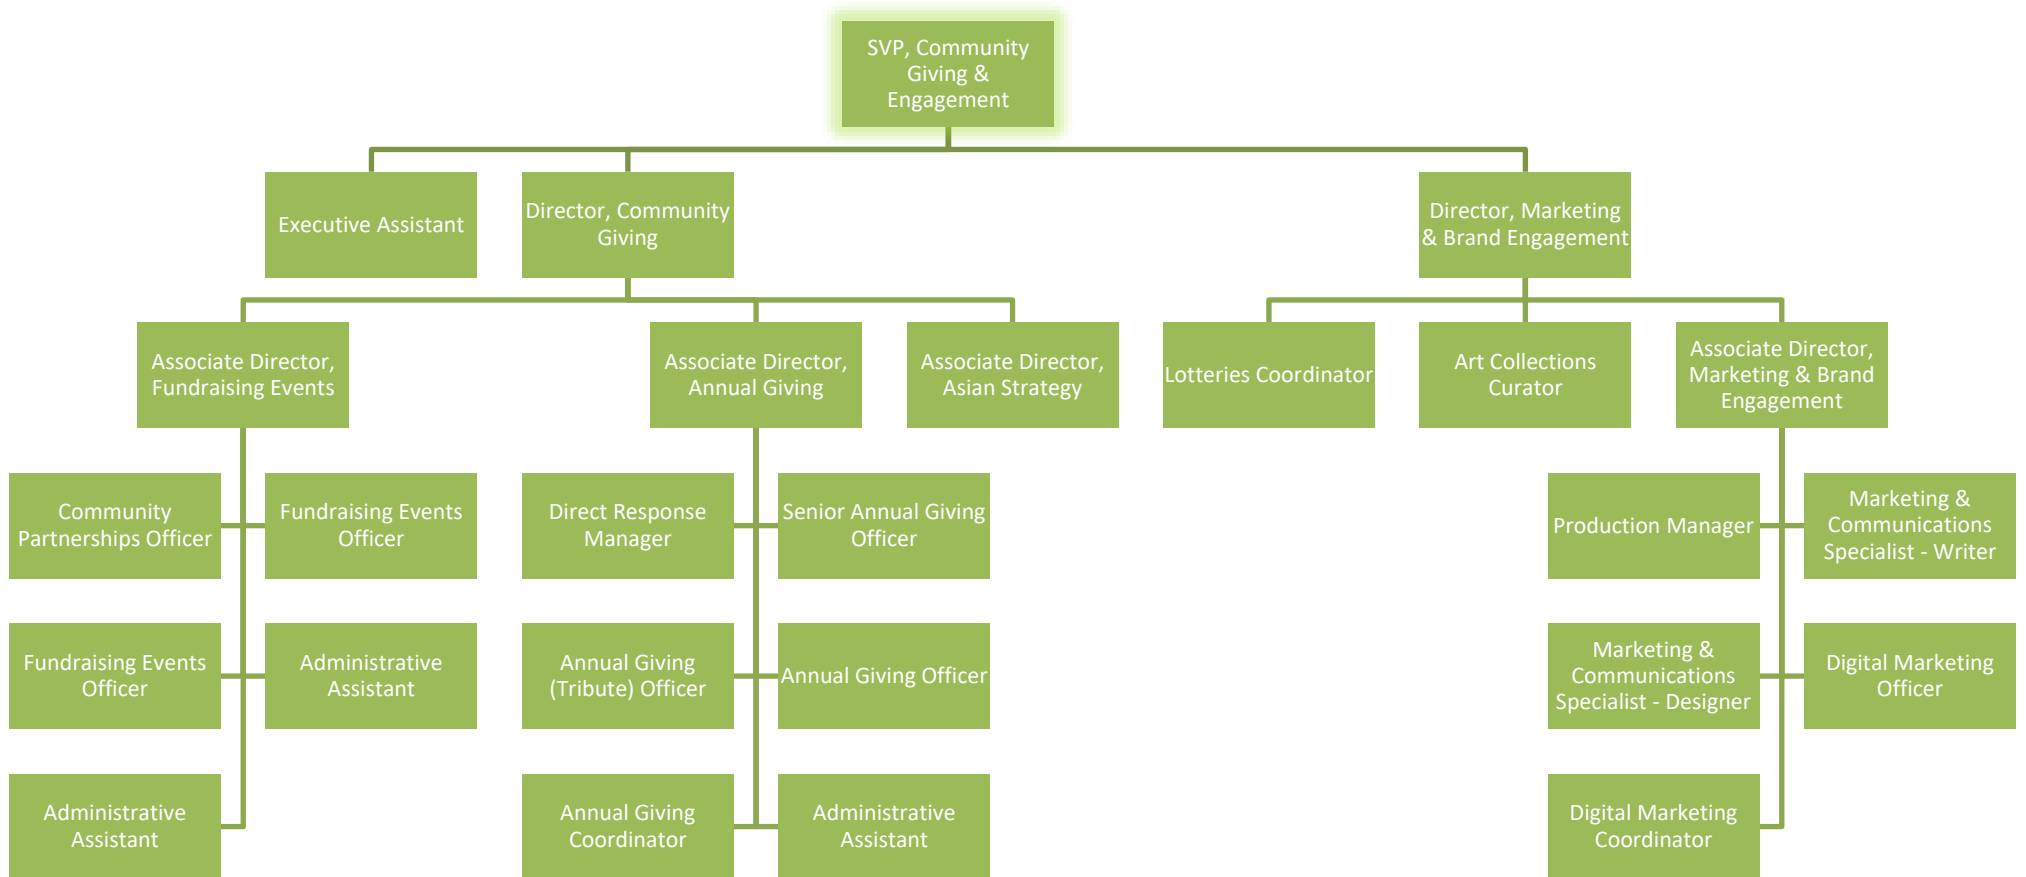 SVP, Community
Giving &
Engagement
Executive Assistant
Director, Community
Giving
Director, Marketing
& Brand Engagement
Associate Director,
Fundraising Events
Associate Director,
Annual Giving
Associate Director,
Asian Strategy
Lotteries Coordinator
Art Collections
Curator
Associate Director,
Marketing & Brand
Engagement
Community
Partnerships Officer
Fundraising Events
Officer
Direct Response
Manager
Senior Annual Giving
Officer
Production Manager
Marketing &
Communications
Specialist - Writer
Fundraising Events
Officer
Administrative
Assistant
Annual Giving
(Tribute) Officer
Annual Giving Officer
Marketing &
Communications
Specialist - Designer
Digital Marketing
Officer
Administrative
Assistant
Annual Giving
Coordinator
Administrative
Assistant
Digital Marketing
Coordinator